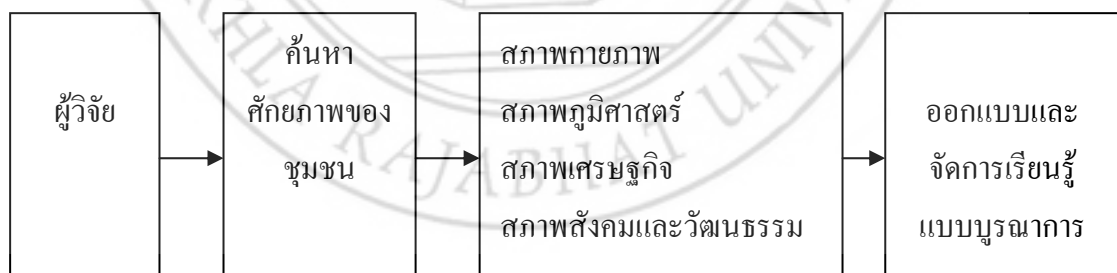 ผู้วิจัย
ค้นหา
ศักยภาพของ
ชุมชน
สภาพกายภาพ
สภาพภูมิศาสตร์
สภาพเศรษฐกิจ
สภาพสังคมและวัฒนธรรม
ออกแบบและ
จัดการเรียนรู้
แบบบูรณาการ
RAJABHAT